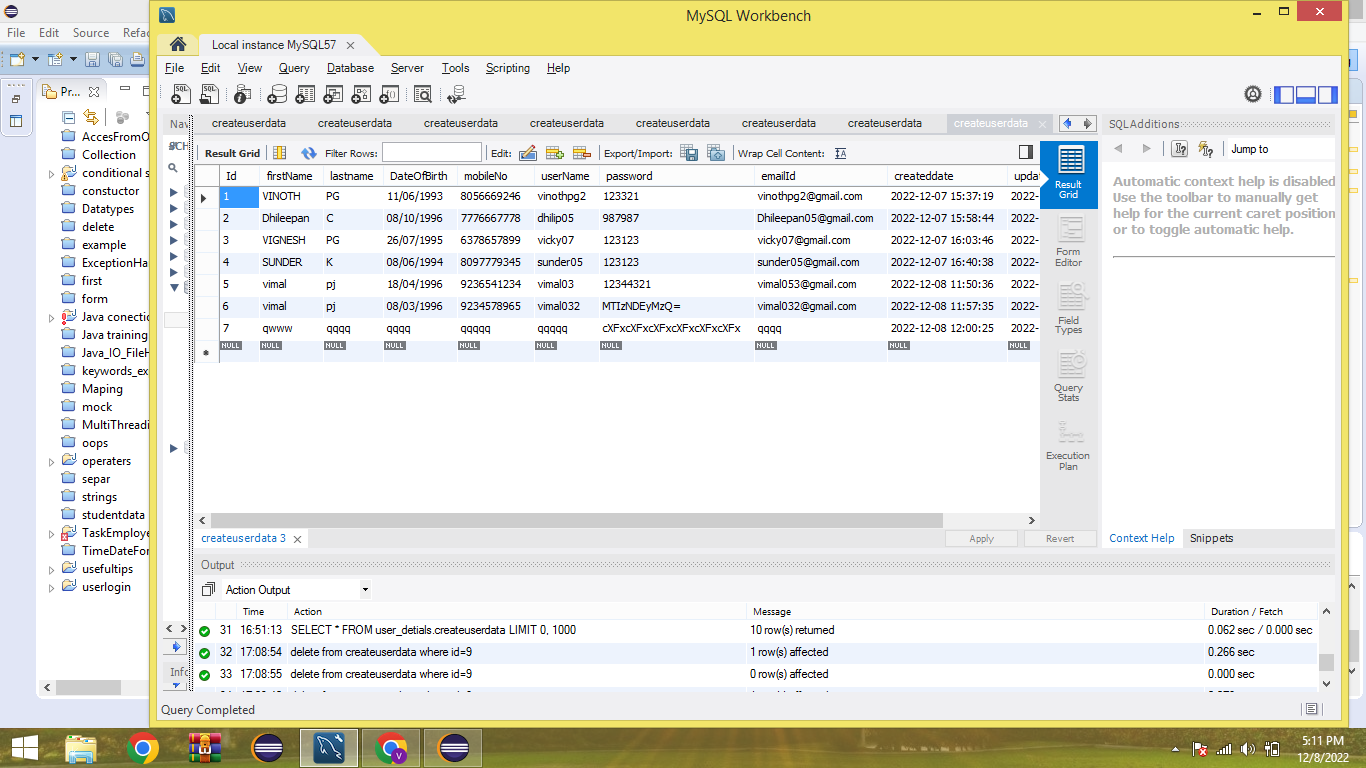 MySQL Workbench
File Edit Source Refac
Local instance MySQL57
File Edit View Query Database Server Tools Scripting Help
Pr...
AccesFromO
Collection
conditional s
constuctor
Datatypes
delete
example
ExceptionHa
first
form
Java conectio
Java training
Java_IO_FileH
keywords_ex
Maping
mock
MultiThreadi
oops
operaters
separ
strings
studentdata
TaskEmploye
TimeDateFor
usefultips
userlogin
Nav
SCH
Info
createuserdata createuserdata createuserdata createuserdata createuserdata createuserdata createuserdata createuserdata
Result Grid Filter Rows: Edit: Export/Import: Wrap Cell Content: IA
Id firstName lastname DateOfBirth mobileNo userName password emailId createddate upda
1 VINOTH PG 11/06/1993 8056669246 vinothpg2 123321 vinothpg2@gmail.com 2022-12-07 15:37:19 2022-
2 Dhileepan C 08/10/1996 7776667778 dhilip05 987987 Dhileepan05@gmail.com 2022-12-07 15:58:44 2022-
3 VIGNESH PG 26/07/1995 6378657899 vicky07 123123 vicky07@gmail.com 2022-12-07 16:03:46 2022-
4 SUNDER K 08/06/1994 8097779345 sunder05 123123 sunder05@gmail.com 2022-12-07 16:40:38 2022-
5 vimal pj 18/04/1996 9236541234 vimal03 12344321 vimal053@gmail.com 2022-12-08 11:50:36 2022-
6 vimal pj 08/03/1996 9234578965 vimal032 MTIzNDEyMzQ= vimal032@gmail.com 2022-12-08 11:57:35 2022-
7 qwww qqqq qqqq qqqqq qqqqq cXFxcXFxcXFxcXFxcXFxcXFx qqqq 2022-12-08 12:00:25 2022-
NULL NULL NULL NULL NULL NULL NULL NULL NULL NULL
Result
Grid
Form
Editor
Field
Types
Query
Stats
Execution
Plan
SQLAdditions
Jump to
Automatic context help is disabled.
Use the toolbar to manually get
help for the current caret position
or to toggle automatic help.
createuserdata 3 Apply Revert
Context Help Snippets
Output
Action Output
Time Action Message Duration / Fetch
31 16:51:13 SELECT * FROM user_detials.createuserdata LIMIT 0, 1000 10 row(s) returned 0.062 sec / 0.000 sec
32 17:08:54 delete from createuserdata where id=9 1 row(s) affected 0.266 sec
33 17:08:55 delete from createuserdata where id=9 0 row(s) affected 0.000 sec
Query Completed
5:11 PM
12/8/2022